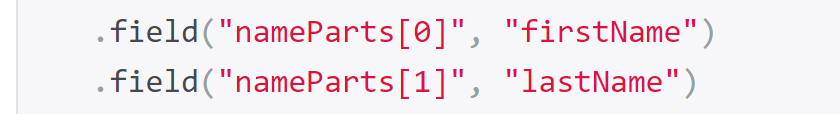 .field("nameParts[0]", "firstName")
.field("nameParts[1]", "lastName")